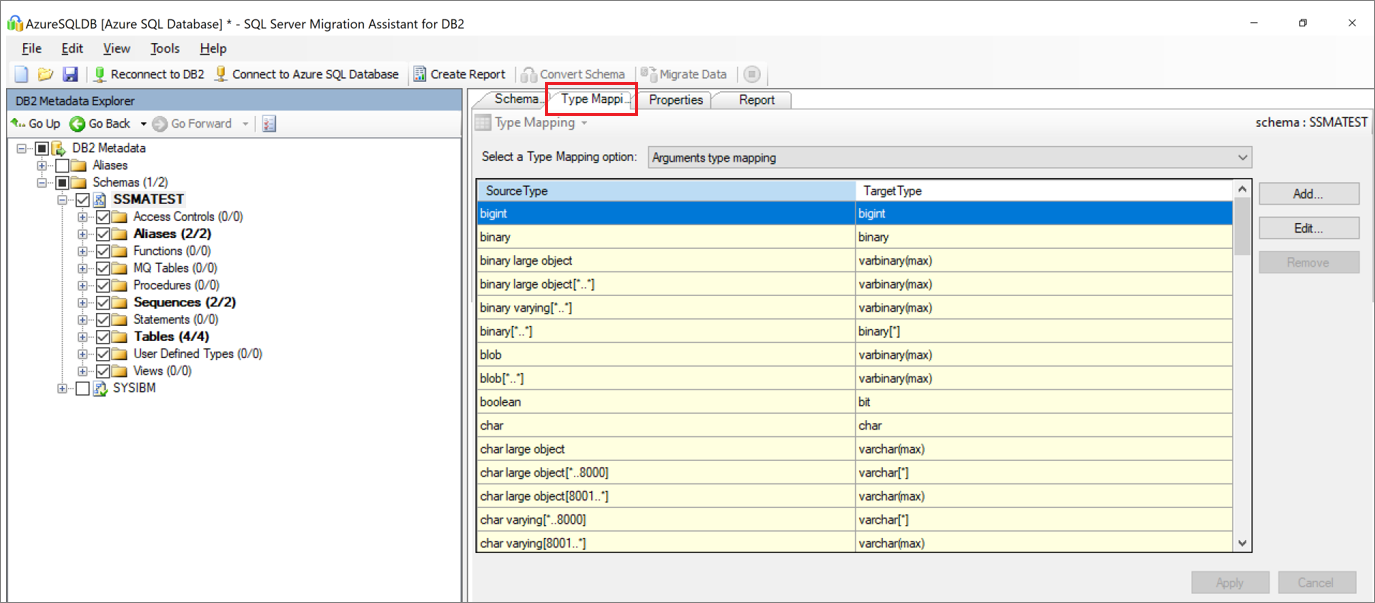 AzureSQLDB [Azure SQL Database] * - SQL Server Migration Assistant for DB2
File Edit View Tools Help
Reconnect to DB2 Connect to Azure SQL Database Create Report Convert Schema Migrate Data
DB2 Metadata Explorer
Go Up Go Back Go Forward
DB2 Metadata
Aliases
Schemas (1/2)
SSMATEST
Access Controls (0/0)
Aliases (2/2)
Functions (0/0)
MQ Tables (0/0)
Procedures (0/0)
Sequences (2/2)
Statements (0/0)
Tables (4/4)
User Defined Types (0/0)
Views (0/0)
SYSIBM
Schema... Type Mappi... Properties Report
Type Mapping schema : SSMATEST
Select a Type Mapping option: Arguments type mapping
SourceType TargetType
bigint bigint
binary binary
binary large object varbinary(max)
binary large object[*..*] varbinary(max)
binary varying[*..*] varbinary(max)
binary[*..*] binary[*]
blob varbinary(max)
blob[*..*] varbinary(max)
boolean bit
char char
char large object varchar(max)
char large object[*..8000] varchar[*]
char large object[8001..*] varchar(max)
char varying[*..8000] varchar[*]
char varying[8001..*] varchar(max)
Add...
Edit...
Remove
Apply Cancel